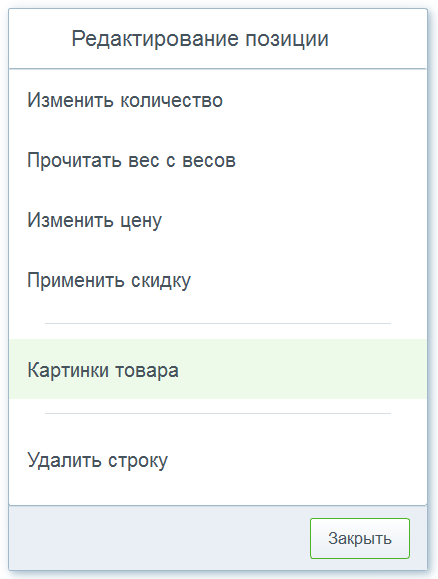 Редактирование позиции
Изменить количество
Прочитать вес с весов
Изменить цену
Применить скидку
Картинки товара
Удалить строку
Закрыть